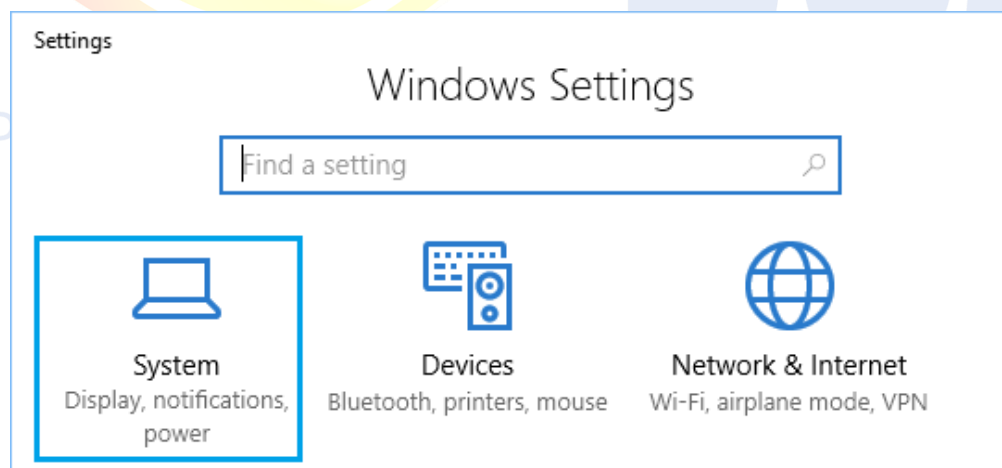 Settings
Windows Settings
Find a setting
System
Display, notifications,
power
Devices
Bluetooth, printers, mouse
Network & Internet
Wi-Fi, airplane mode, VPN